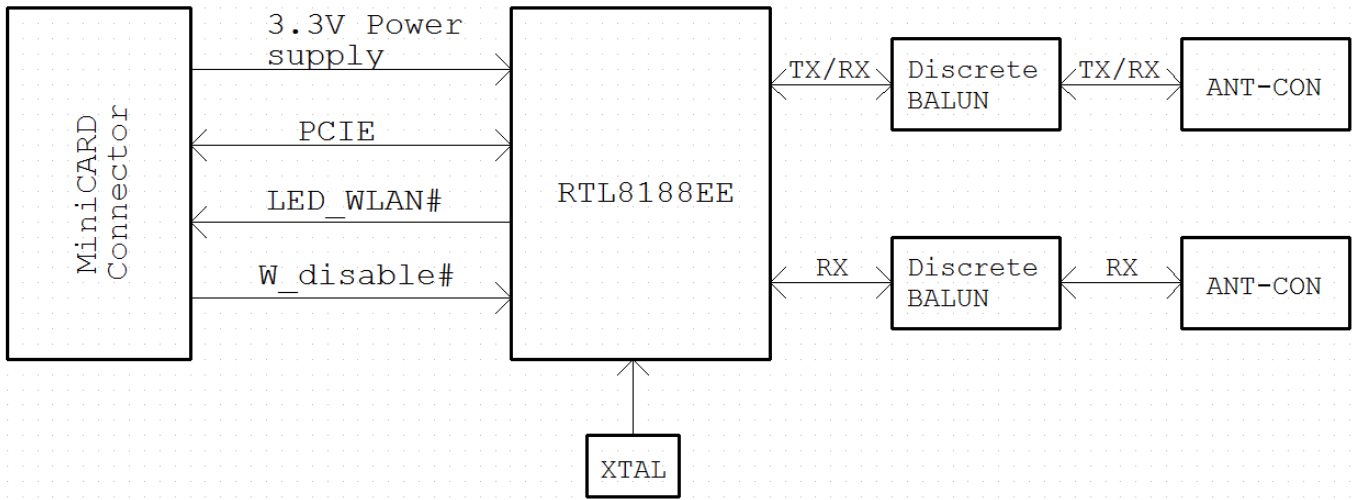 MiniCARD
Connector
3.3V Power
supply
PCIE
LED_WLAN#
W_disable#
RTL8188EE
XTAL
TX/RX
Discrete
BALUN
TX/RX
ANT-CON
RX
Discrete
BALUN
RX
ANT-CON